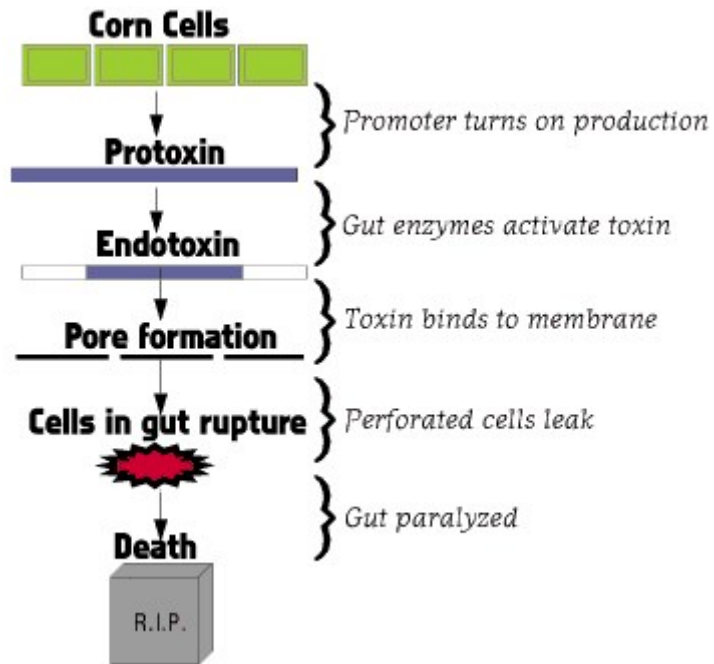 Corn Cells
Promoter turns on production
Protoxin
Gut enzymes activate toxin
Endotoxin
Toxin binds to membrane
Pore formation
Perforated cells leak
Cells in gut rupture
Gut paralyzed
Death
R.I.P.